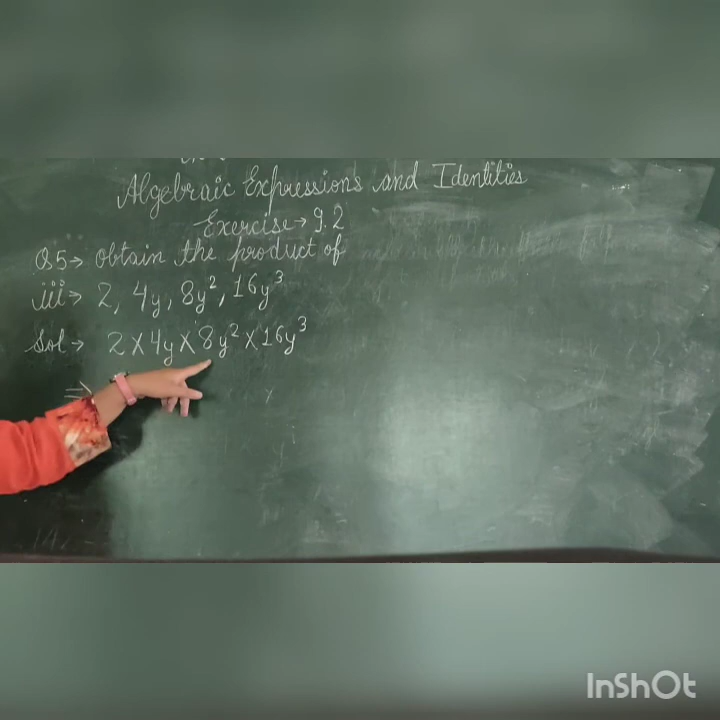 Algebraic Expressions and Identities
Exercise → 9.2
Q5 → Obtain the product of
iii → 2, 4y, 8y², 16y³
Sol → 2 × 4y × 8y² × 16y³
InShOt